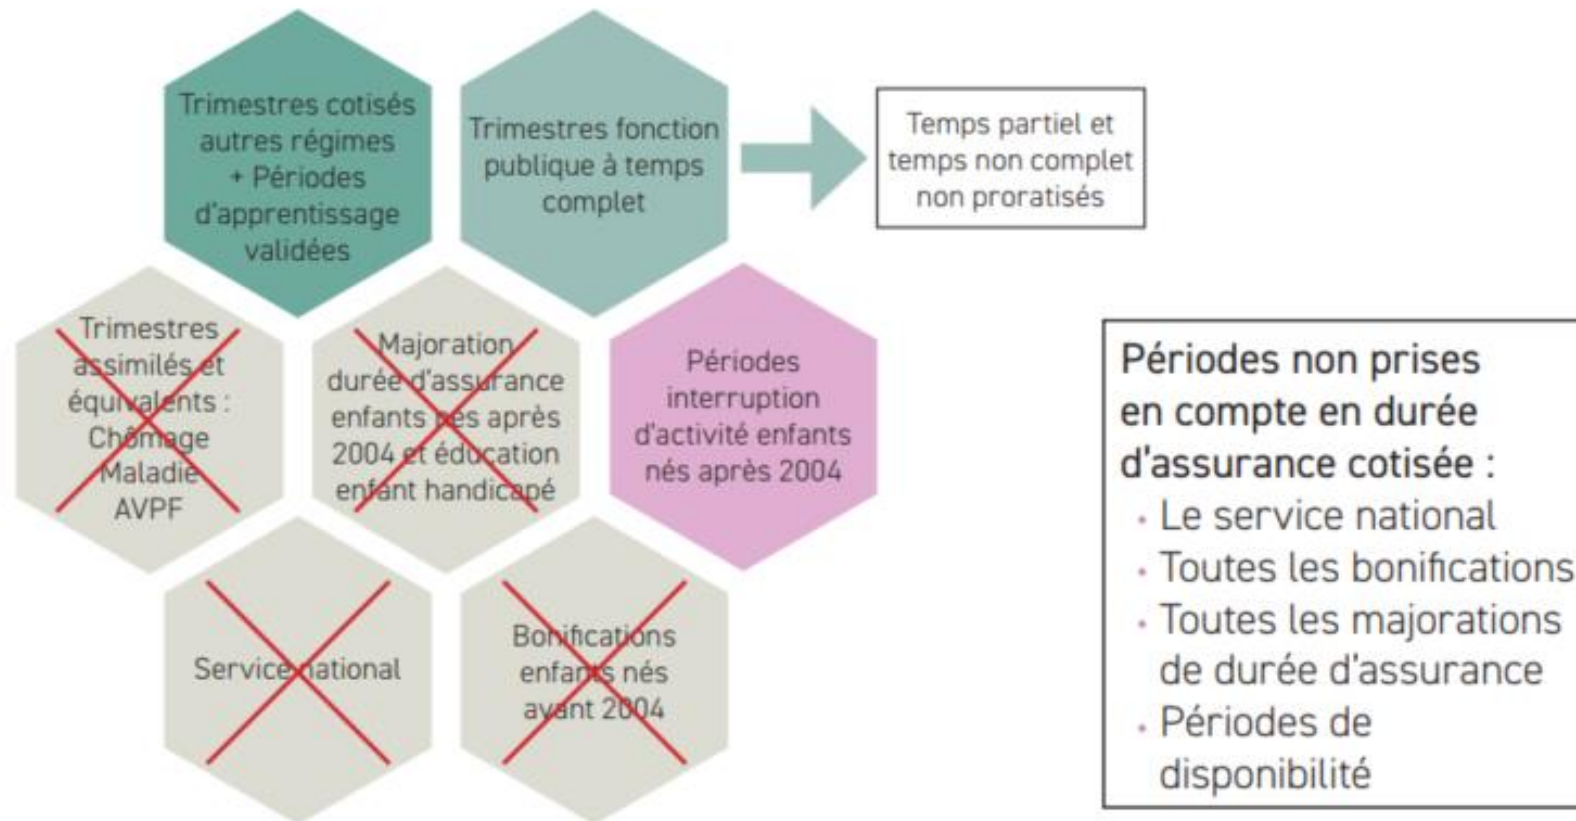 Trimestres cotisés
autres régimes
+ Périodes
d'apprentissage
validées
Trimestres fonction
publique à temps
complet
Temps partiel et
temps non complet
non proratisés
Trimestres
assimilés et
équivalents :
Chômage
Maladie
AVPF
Majoration
durée d'assurance
enfants nés après
2004 et éducation
enfant handicapé
Périodes
interruption
d'activité enfants
nés après 2004
Service national
Bonifications
enfants nés
avant 2004
Périodes non prises
en compte en durée
d'assurance cotisée :
• Le service national
• Toutes les bonifications
• Toutes les majorations
de durée d'assurance
• Périodes de
disponibilité